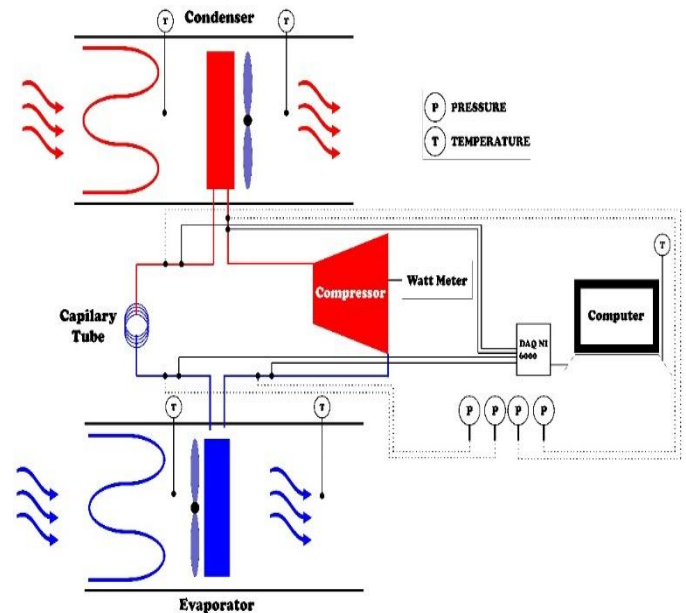 Condenser
T
T
P PRESSURE
T TEMPERATURE
T
Compressor
Watt Meter
Computer
Capilary
Tube
DAQ NI
6000
P
P
P
P
T
T
Evaporator